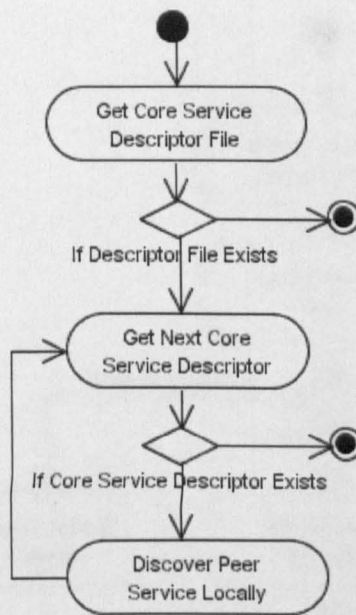 Get Core Service
Descriptor File
If Descriptor File Exists
Get Next Core
Service Descriptor
If Core Service Descriptor Exists
Discover Peer
Service Locally